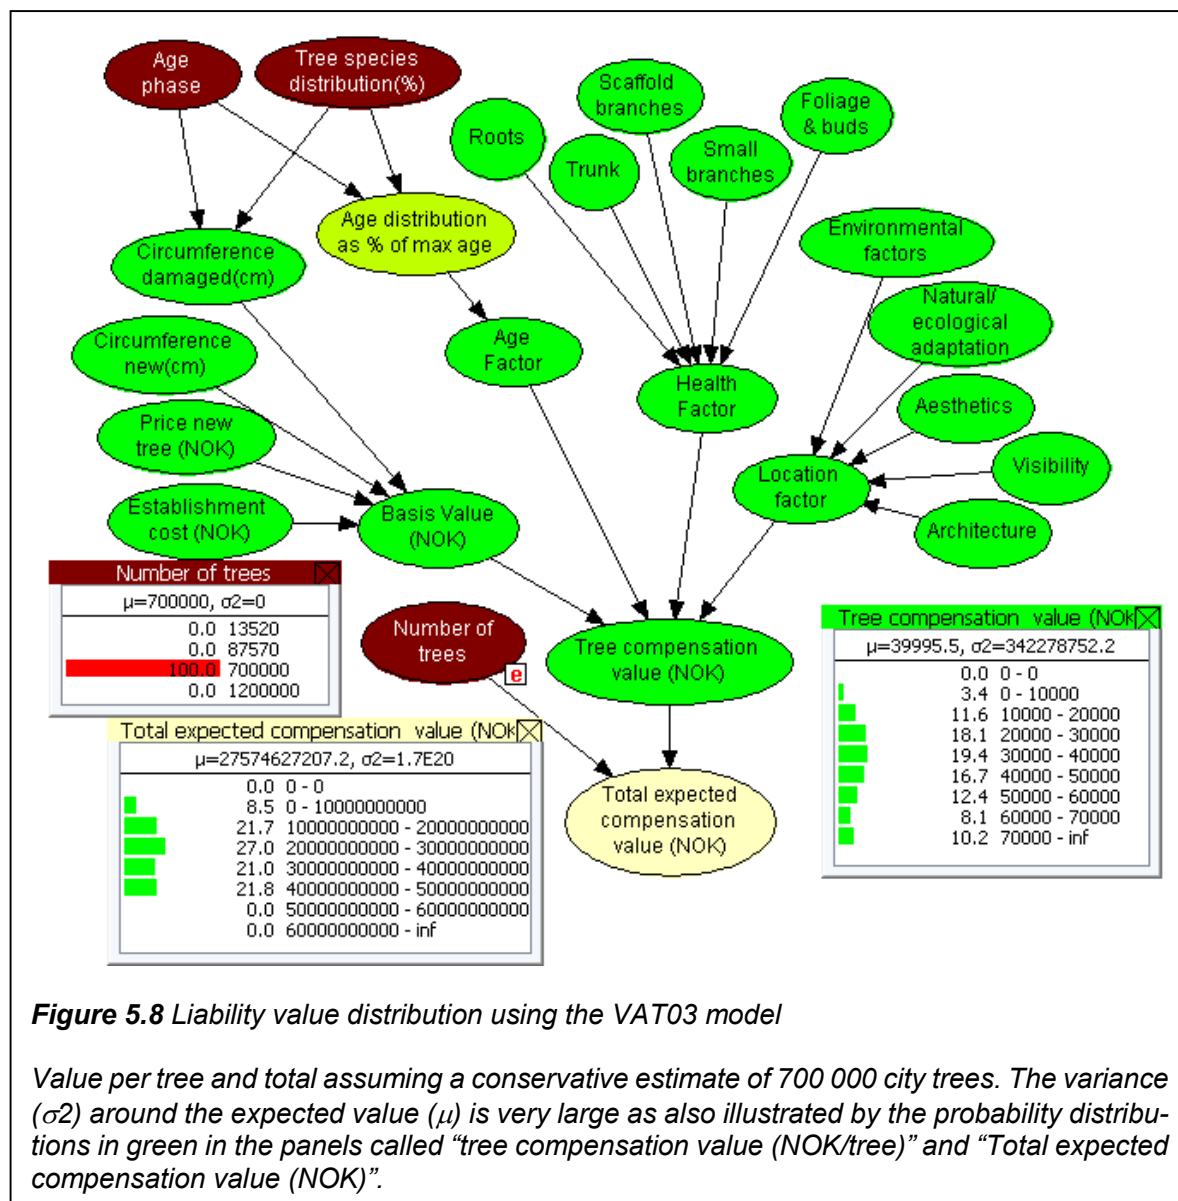 Age
phase
Tree species
distribution(%)
Scaffold
branches
Foliage
& buds
Roots
Trunk
Small
branches
Age distribution
as % of max age
Circumference
damaged(cm)
Environmental
factors
Natural/
ecological
adaptation
Circumference
new(cm)
Age
Factor
Health
Factor
Aesthetics
Price new
tree (NOK)
Visibility
Location
factor
Establishment
cost (NOK)
Basis Value
(NOK)
Architecture
Number of trees
μ=700000, σ2=0
0.0 13520
0.0 87570
100.0 700000
0.0 1200000
Number of
trees
e
Tree compensation
value (NOK)
Tree compensation value (NOK
μ=39995.5, σ2=342278752.2
0.0 0 - 0
3.4 0 - 10000
11.6 10000 - 20000
18.1 20000 - 30000
19.4 30000 - 40000
16.7 40000 - 50000
12.4 50000 - 60000
8.1 60000 - 70000
10.2 70000 - inf
Total expected compensation value (NOK
μ=27574627207.2, σ2=1.7E20
0.0 0 - 0
8.5 0 - 10000000000
21.7 10000000000 - 20000000000
27.0 20000000000 - 30000000000
21.0 30000000000 - 40000000000
21.8 40000000000 - 50000000000
0.0 50000000000 - 60000000000
0.0 60000000000 - inf
Total expected
compensation
value (NOK)
Figure 5.8 Liability value distribution using the VAT03 model
Value per tree and total assuming a conservative estimate of 700 000 city trees. The variance
(σ2) around the expected value (μ) is very large as also illustrated by the probability distribu-
tions in green in the panels called “tree compensation value (NOK/tree)” and “Total expected
compensation value (NOK)”.